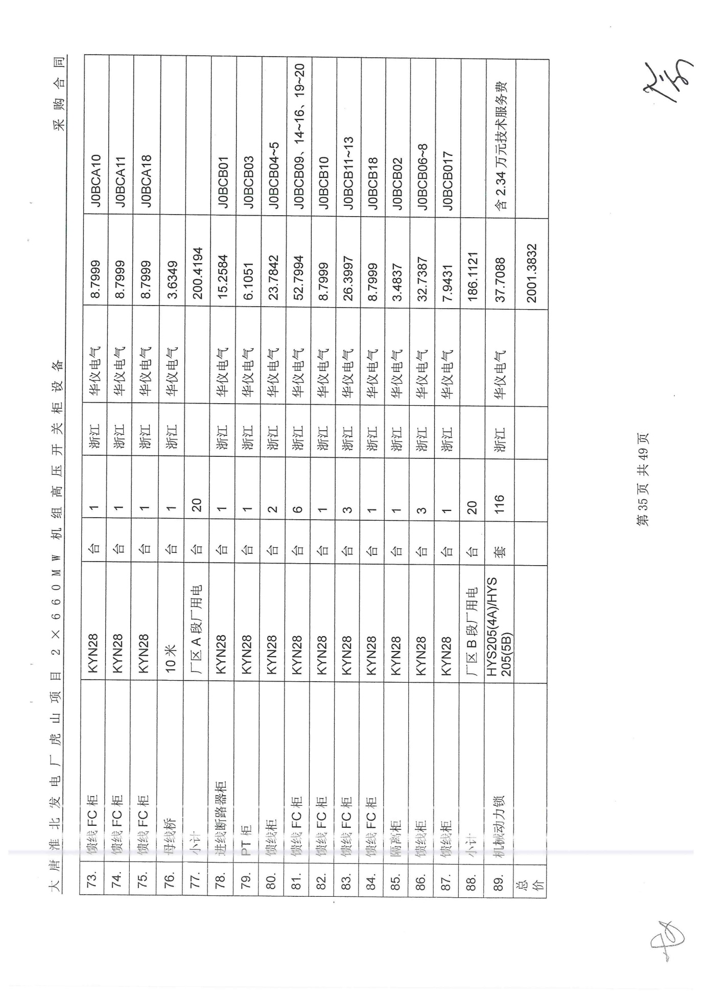 大唐淮北发电厂虎山项目2×660MW机组高压开关柜设备 采购合同
73. 馈线 FC 柜 KYN28 台 1 浙江 华仪电气 8.7999 J0BCA10
74. 馈线 FC 柜 KYN28 台 1 浙江 华仪电气 8.7999 J0BCA11
75. 馈线 FC 柜 KYN28 台 1 浙江 华仪电气 8.7999 J0BCA18
76. 母线桥 10 米 台 1 浙江 华仪电气 3.6349
77. 小计 厂区 A 段厂用电 台 20 200.4194
78. 进线断路器柜 KYN28 台 1 浙江 华仪电气 15.2584 J0BCB01
79. PT 柜 KYN28 台 1 浙江 华仪电气 6.1051 J0BCB03
80. 馈线柜 KYN28 台 2 浙江 华仪电气 23.7842 J0BCB04~5
81. 馈线 FC 柜 KYN28 台 6 浙江 华仪电气 52.7994 J0BCB09、14~16、19~20
82. 馈线 FC 柜 KYN28 台 1 浙江 华仪电气 8.7999 J0BCB10
83. 馈线 FC 柜 KYN28 台 3 浙江 华仪电气 26.3997 J0BCB11~13
84. 馈线 FC 柜 KYN28 台 1 浙江 华仪电气 8.7999 J0BCB18
85. 隔离柜 KYN28 台 1 浙江 华仪电气 3.4837 J0BCB02
86. 馈线柜 KYN28 台 3 浙江 华仪电气 32.7387 J0BCB06~8
87. 馈线柜 KYN28 台 1 浙江 华仪电气 7.9431 J0BCB017
88. 小计 厂区 B 段厂用电 台 20 186.1121
89. 机械动力锁 HYS205(4A)/HYS 套 116 浙江 华仪电气 37.7088 含 2.34 万元技术服务费
205(5B)
总 2001.3832
价
第 35 页 共 49 页